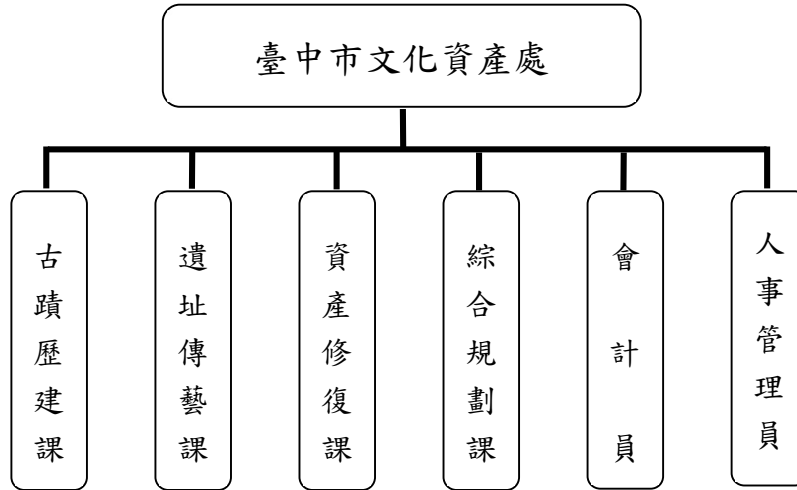 臺中市文化資產處
古蹟歷建課
遺址傳藝課
資產修復課
綜合規劃課
會計員
人事管理員